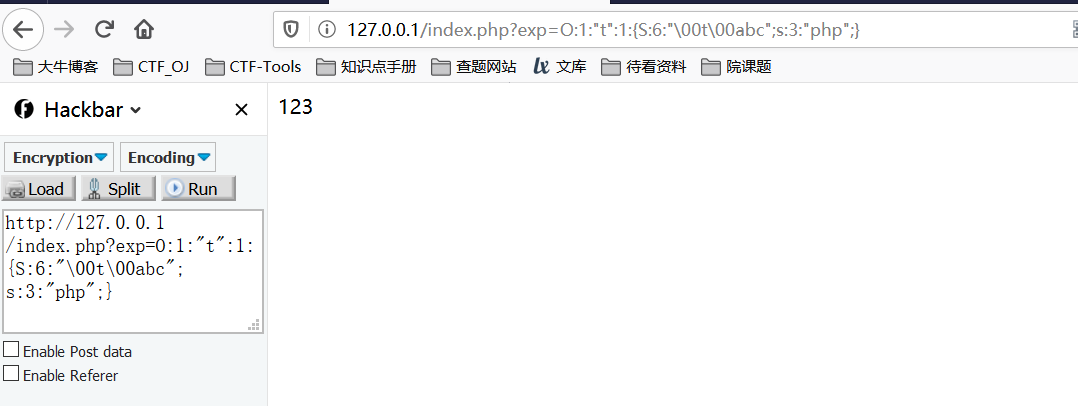 127.0.0.1/index.php?exp=O:1:"t":1:{S:6:"\00t\00abc";s:3:"php";}
大牛博客 CTF_OJ CTF-Tools 知识点手册 查题网站 lx 文库 待看资料 院课题
Hackbar
123
Encryption Encoding
Load Split Run
http://127.0.0.1
/index.php?exp=O:1:"t":1:
{S:6:"\00t\00abc";
s:3:"php";}
Enable Post data
Enable Referer